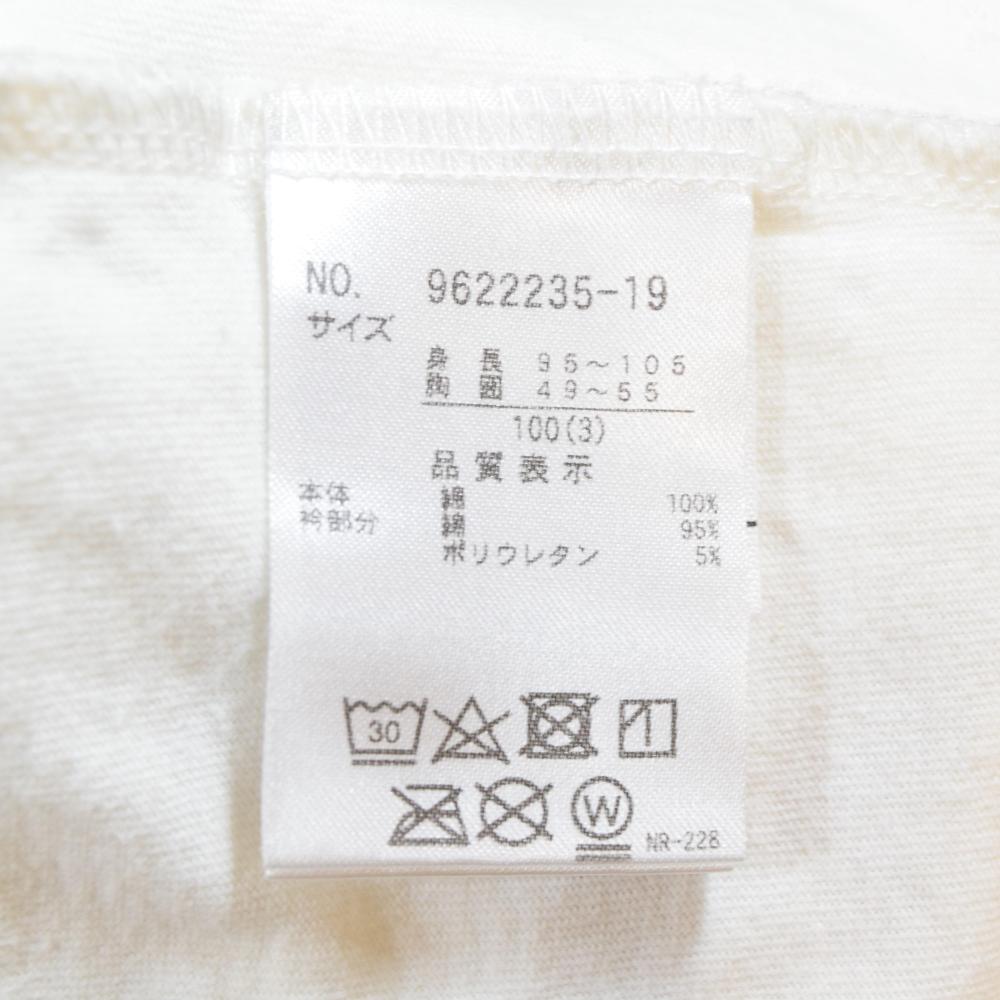 NO. 9622235-19
サイズ
身長 95～105
胸囲 49～55
100(3)
品質表示
本体 綿 100%
衿部分 綿 95%
ポリウレタン 5%
30
W
NR-228